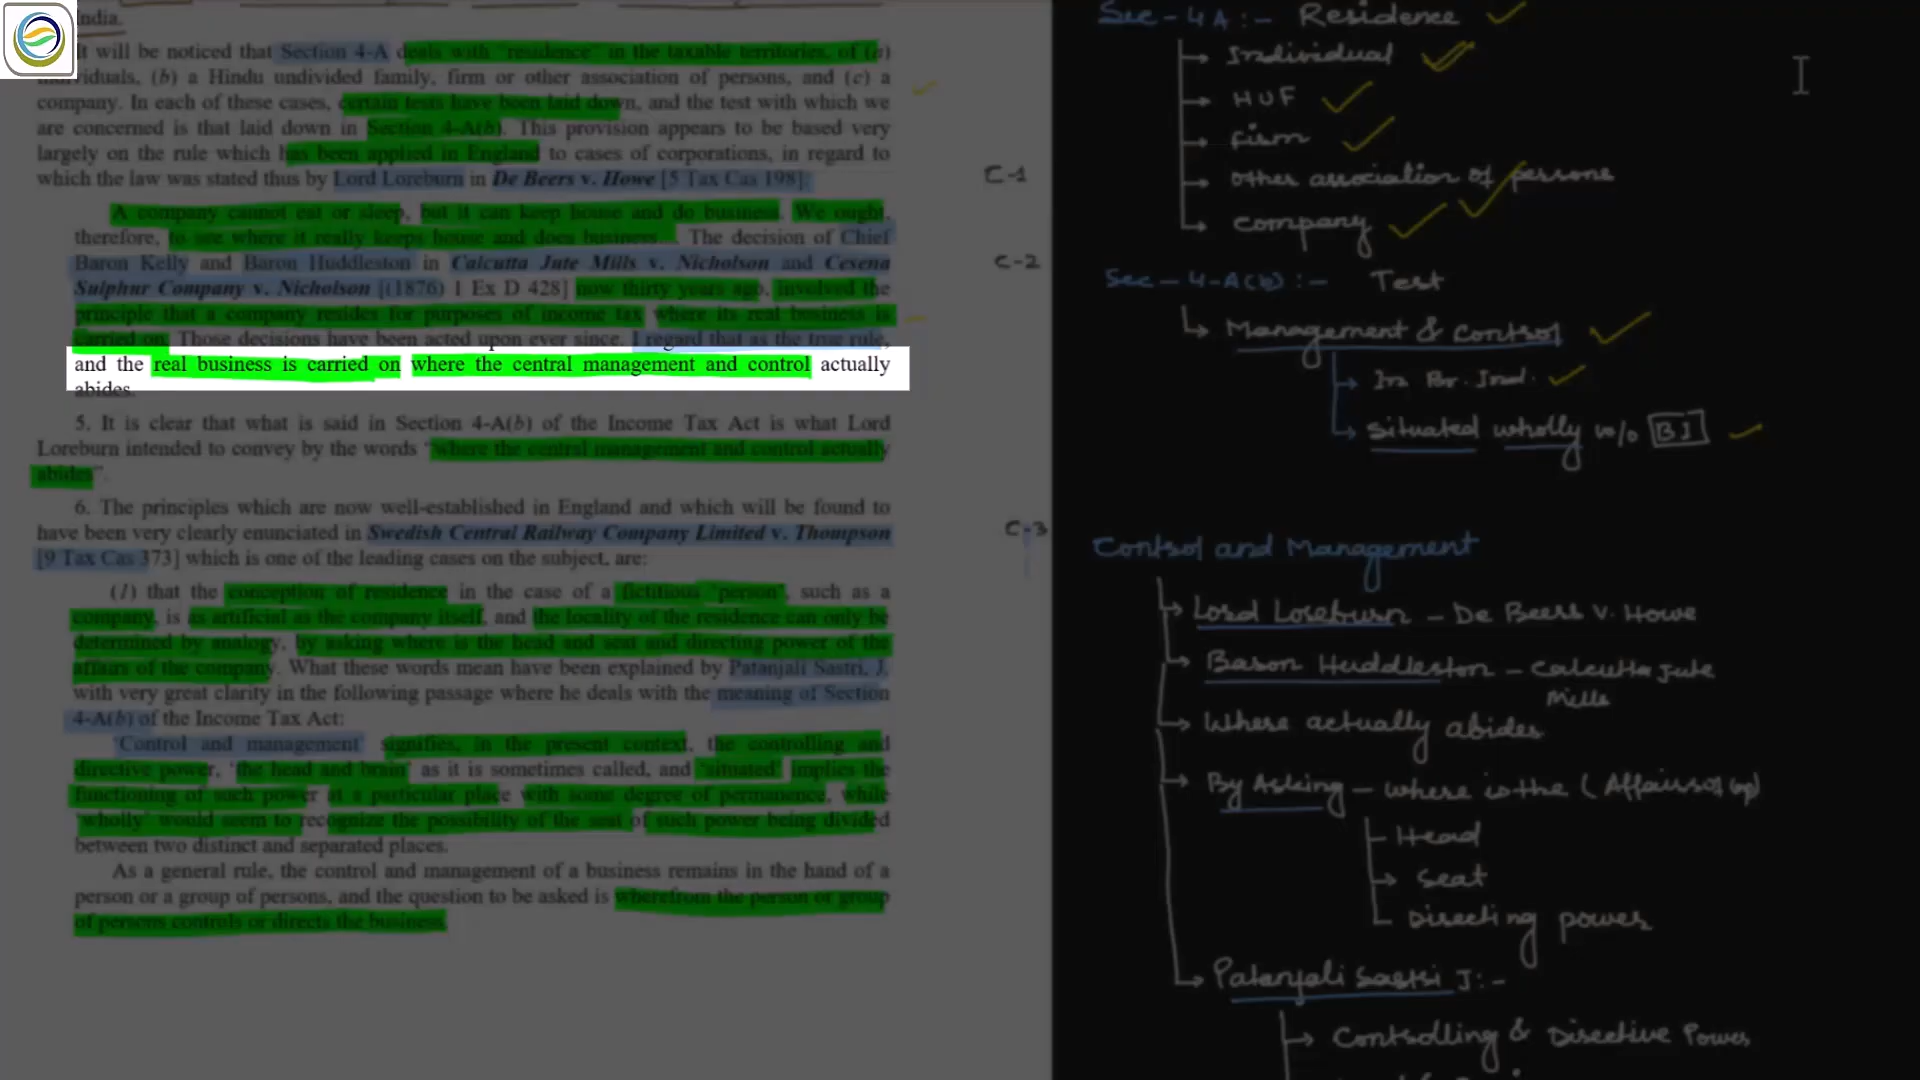 India.
It will be noticed that Section 4-A deals with "residence" in the taxable territories, of (a)
individuals, (b) a Hindu undivided family, firm or other association of persons, and (c) a
company. In each of these cases, certain tests have been laid down, and the test with which we
are concerned is that laid down in Section 4-A(b). This provision appears to be based very
largely on the rule which has been applied in England to cases of corporations, in regard to
which the law was stated thus by Lord Loreburn in De Beers v. Howe [5 Tax Cas 198]:
A company cannot eat or sleep, but it can keep house and do business. We ought,
therefore, to see where it really keeps house and does business... The decision of Chief
Baron Kelly and Baron Huddleston in Calcutta Jute Mills v. Nicholson and Cesena
Sulphur Company v. Nicholson [(1876) 1 Ex D 428] now thirty years ago, involved the
principle that a company resides for purposes of income tax where its real business is
carried on. Those decisions have been acted upon ever since. I regard that as the true rule,
and the real business is carried on where the central management and control actually
abides.
5. It is clear that what is said in Section 4-A(b) of the Income Tax Act is what Lord
Loreburn intended to convey by the words "where the central management and control actually
abides".
6. The principles which are now well-established in England and which will be found to
have been very clearly enunciated in Swedish Central Railway Company Limited v. Thompson
[9 Tax Cas 373] which is one of the leading cases on the subject, are:
(1) that the conception of residence in the case of a fictitious "person", such as a
company, is as artificial as the company itself, and the locality of the residence can only be
determined by analogy, by asking where is the head and seat and directing power of the
affairs of the company. What these words mean have been explained by Patanjali Sastri, J.
with very great clarity in the following passage where he deals with the meaning of Section
4-A(b) of the Income Tax Act:
'Control and management' signifies, in the present context, the controlling and
directive power, 'the head and brain' as it is sometimes called, and 'situated' implies the
functioning of such power at a particular place with some degree of permanence, while
'wholly' would seem to recognize the possibility of the seat of such power being divided
between two distinct and separated places.
As a general rule, the control and management of a business remains in the hand of a
person or a group of persons, and the question to be asked is wherefrom the person or group
of persons controls or directs the business.
C-1
C-2
C-3
Sec-4A:- Residence
Individual
HUF
Firm
Other association of persons
Company
Sec-4-A(b):- Test
Management & Control
In Br. Ind.
Situated wholly w/o BI
Control and Management
Lord Loreburn - De Beers v. Howe
Baron Huddleston - Calcutta Jute
Mills
Where actually abides
By Asking - where is the (Affairs of
Head
Seat
Directing power
Patanjali Sastri J:-
Controlling & Directive Power